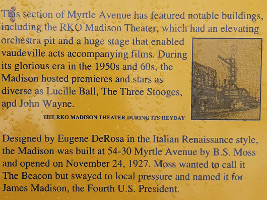 This section of Myrtle Avenue has featured notable buildings,
including the RKO Madison Theater, which had an elevating
orchestra pit and a huge stage that enabled
vaudeville acts accompanying films. During
its glorious era in the 1950s and 60s, the
Madison hosted premieres and stars as
diverse as Lucille Ball, The Three Stooges,
and John Wayne.
THE RKO MADISON THEATER DURING ITS HEYDAY
Designed by Eugene DeRosa in the Italian Renaissance style,
the Madison was built at 54-30 Myrtle Avenue by B.S. Moss
and opened on November 24, 1927. Moss wanted to call it
The Beacon but swayed to local pressure and named it for
James Madison, the Fourth U.S. President.